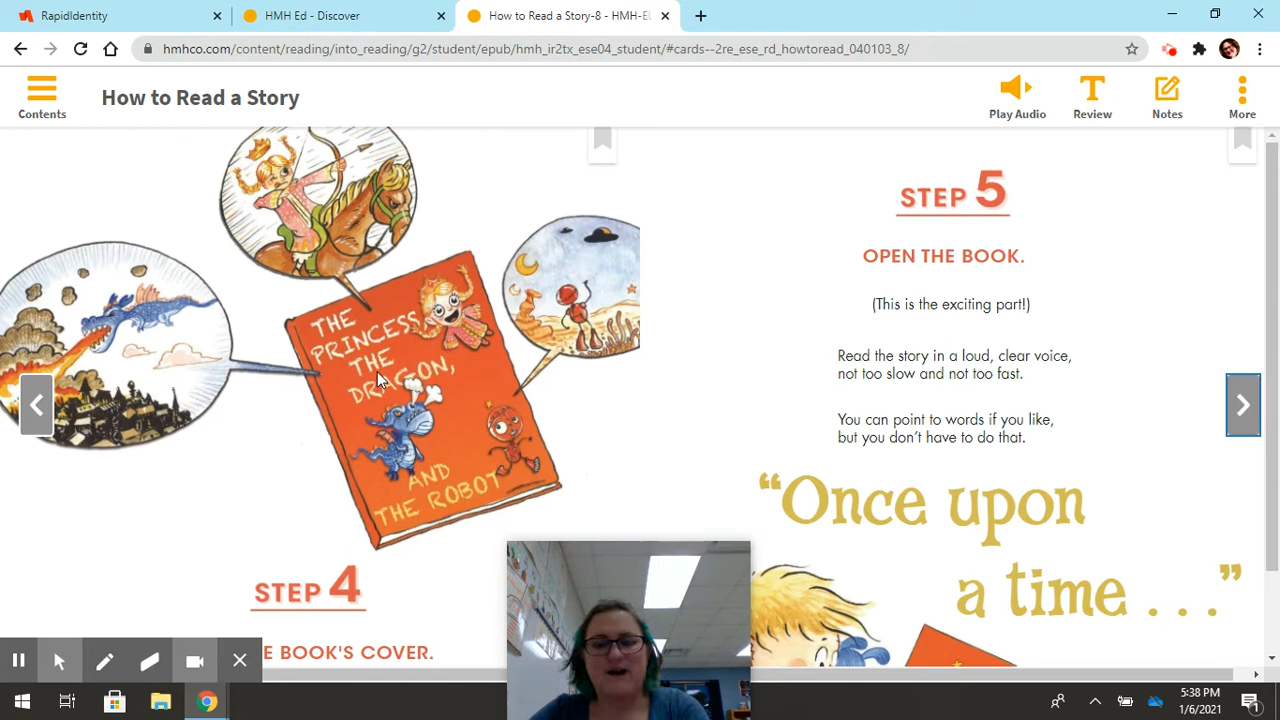 RapidIdentity
HMH Ed - Discover
How to Read a Story-8 - HMH-EL
hmhco.com/content/reading/into_reading/g2/student/epub/hmh_ir2tx_ese04_student/#cards--2re_ese_rd_howtoread_040103_8/
Contents
How to Read a Story
Play Audio
Review
Notes
More
THE
PRINCESS,
THE
DRAGON,
AND
THE ROBOT
STEP 4
E BOOK'S COVER.
STEP 5
OPEN THE BOOK.
(This is the exciting part!)
Read the story in a loud, clear voice,
not too slow and not too fast.
You can point to words if you like,
but you don't have to do that.
“Once upon
a time . . .”
5:38 PM
1/6/2021
1